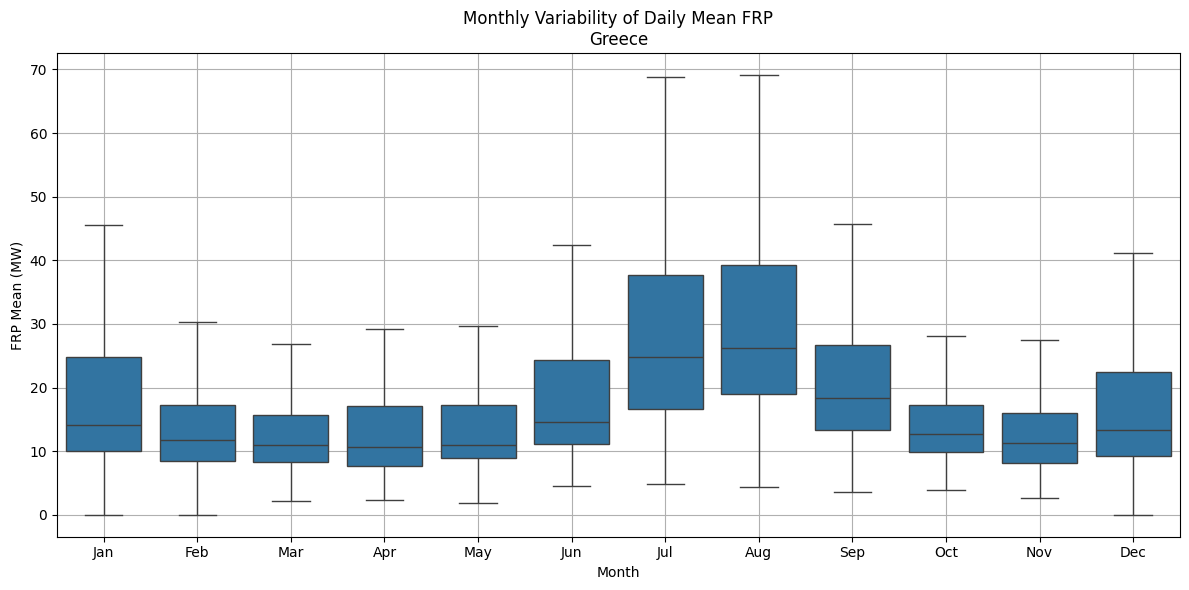 Monthly Variability of Daily Mean FRP
Greece
FRP Mean (MW)
70
60
50
40
30
20
10
0
Jan Feb Mar Apr May Jun Jul Aug Sep Oct Nov Dec
Month